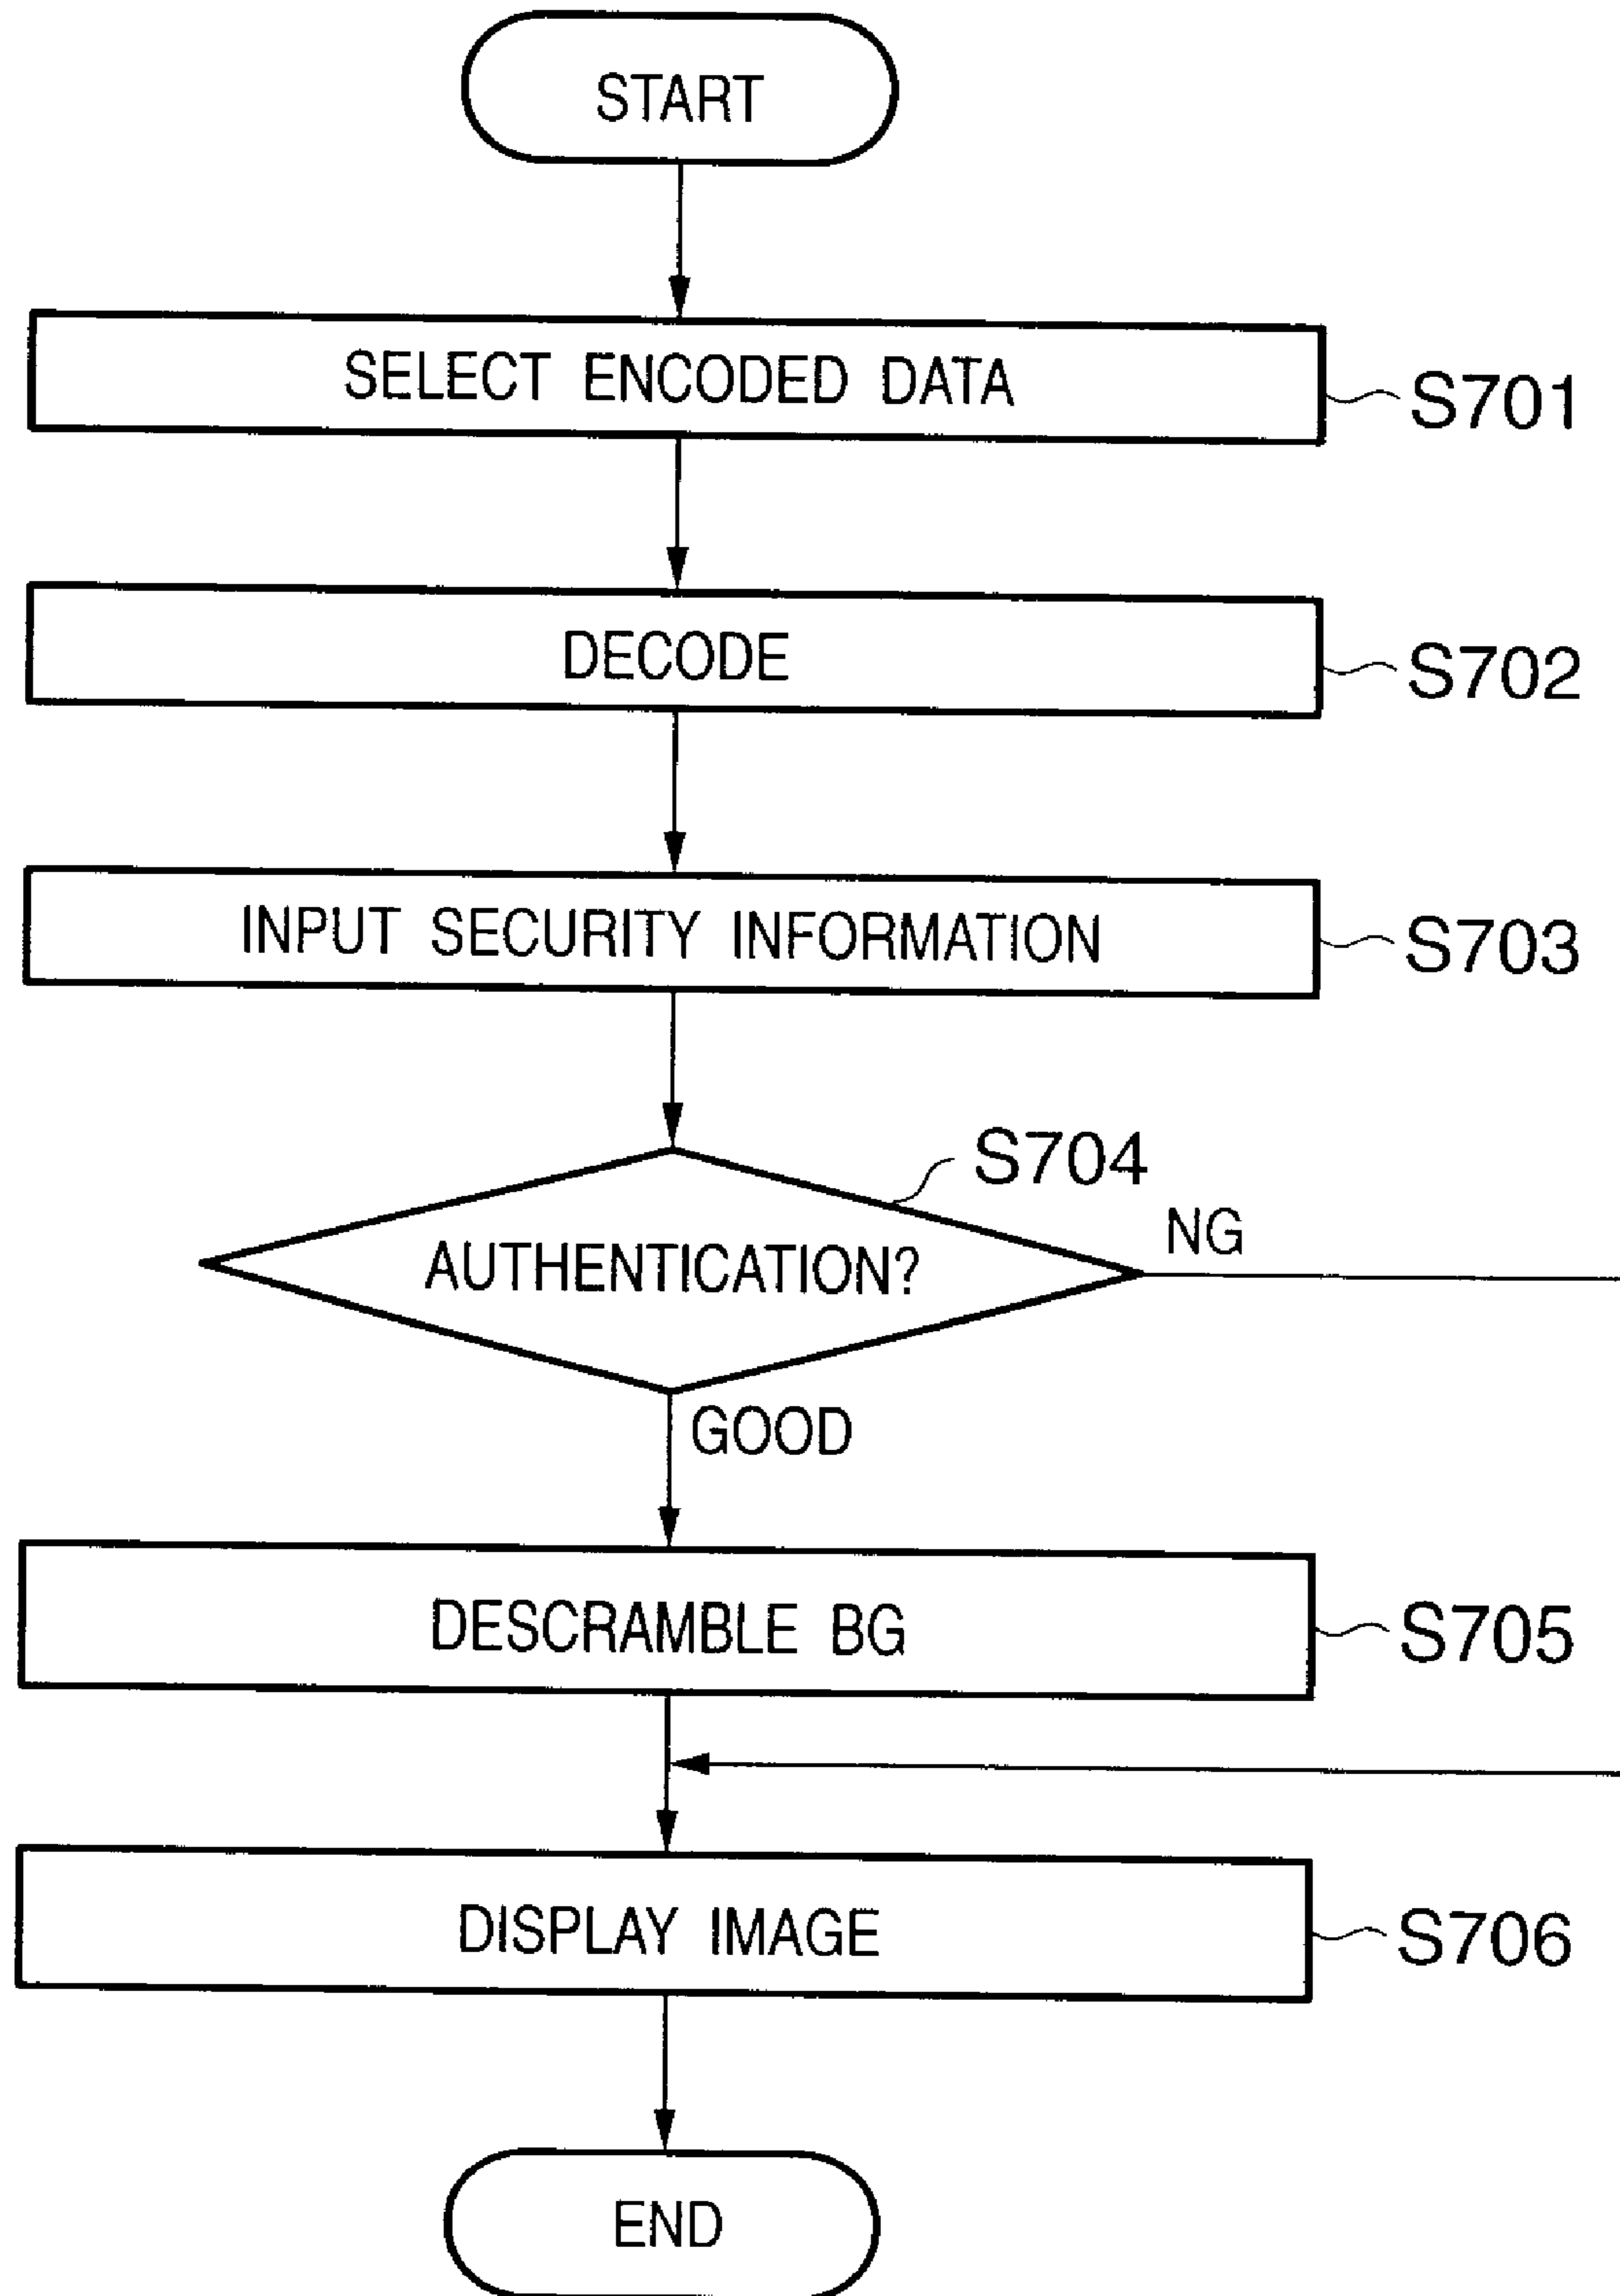 START
SELECT ENCODED DATA
S701
DECODE
S702
INPUT SECURITY INFORMATION
S703
S704
AUTHENTICATION?
NG
GOOD
DESCRAMBLE BG
S705
DISPLAY IMAGE
S706
END